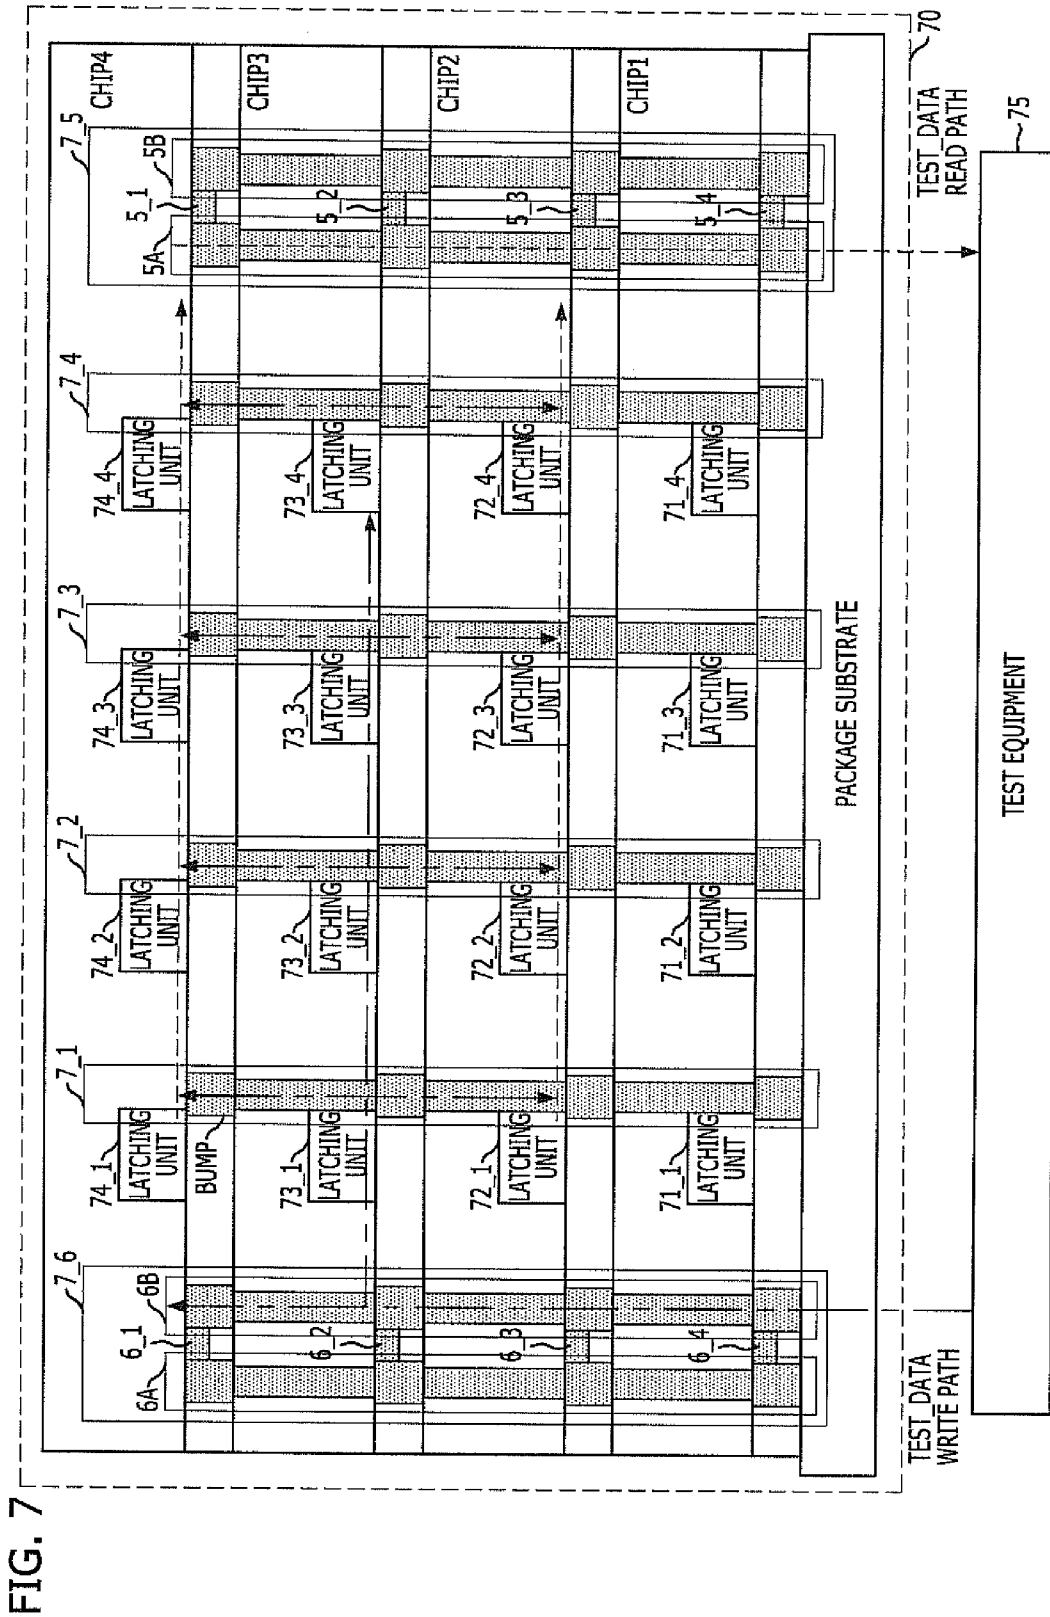 FIG. 7
7_6
6A
6_1
6B
7_1
7_2
7_3
7_4
7_5
5A
5_1
5B
CHIP4
74_1
LATCHING
UNIT
74_2
LATCHING
UNIT
74_3
LATCHING
UNIT
74_4
LATCHING
UNIT
BUMP
CHIP3
6_2
73_1
LATCHING
UNIT
73_2
LATCHING
UNIT
73_3
LATCHING
UNIT
73_4
LATCHING
UNIT
5_2
CHIP2
6_3
72_1
LATCHING
UNIT
72_2
LATCHING
UNIT
72_3
LATCHING
UNIT
72_4
LATCHING
UNIT
5_3
CHIP1
6_4
71_1
LATCHING
UNIT
71_2
LATCHING
UNIT
71_3
LATCHING
UNIT
71_4
LATCHING
UNIT
5_4
PACKAGE SUBSTRATE
TEST_DATA
WRITE PATH
TEST_DATA
READ PATH
70
TEST EQUIPMENT
75